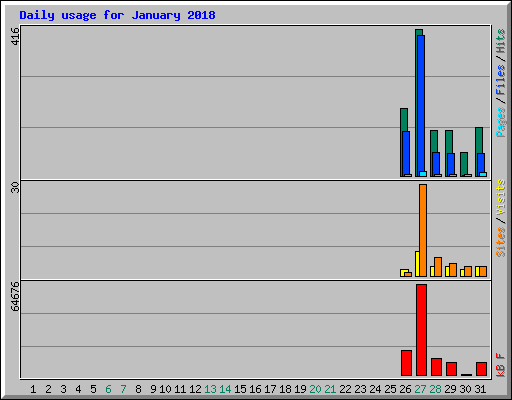 Daily usage for January 2018
416
30
64676
Pages / Files / Hits
Sites / Visits
kB F
1 2 3 4 5 6 7 8 9 10 11 12 13 14 15 16 17 18 19 20 21 22 23 24 25 26 27 28 29 30 31